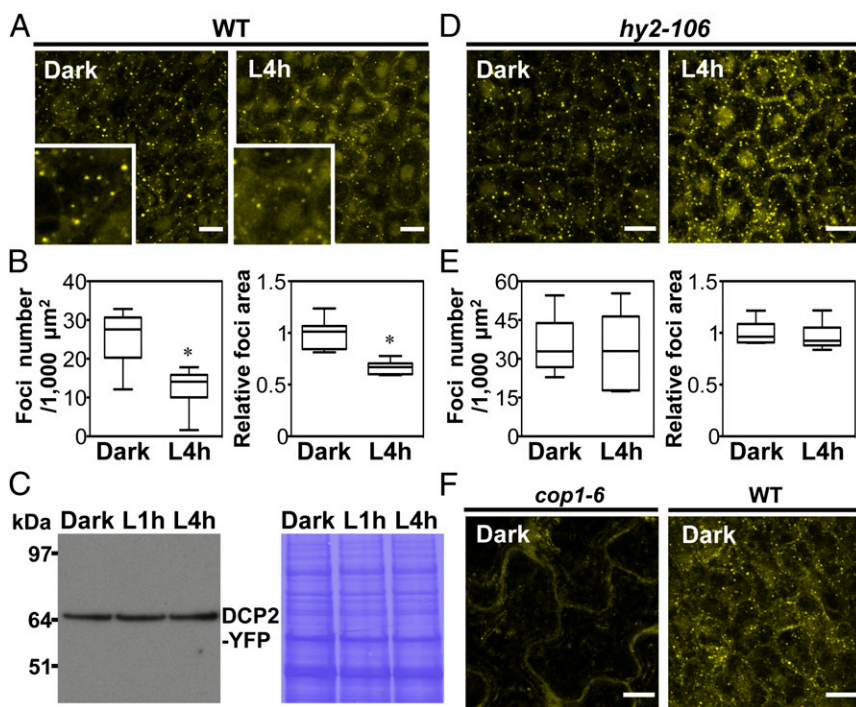 A
WT
Dark
L4h
B
Foci number
/1,000 µm²
40
30
20
10
0
*
Dark L4h
Relative foci area
1.5
1
0.5
0
*
Dark L4h
C
kDa
Dark L1h L4h
97
64
51
DCP2
-YFP
Dark L1h L4h
D
hy2-106
Dark
L4h
E
Foci number
/1,000 µm²
60
45
30
15
0
Dark L4h
Relative foci area
1.5
1
0.5
0
Dark L4h
F
cop1-6
WT
Dark
Dark